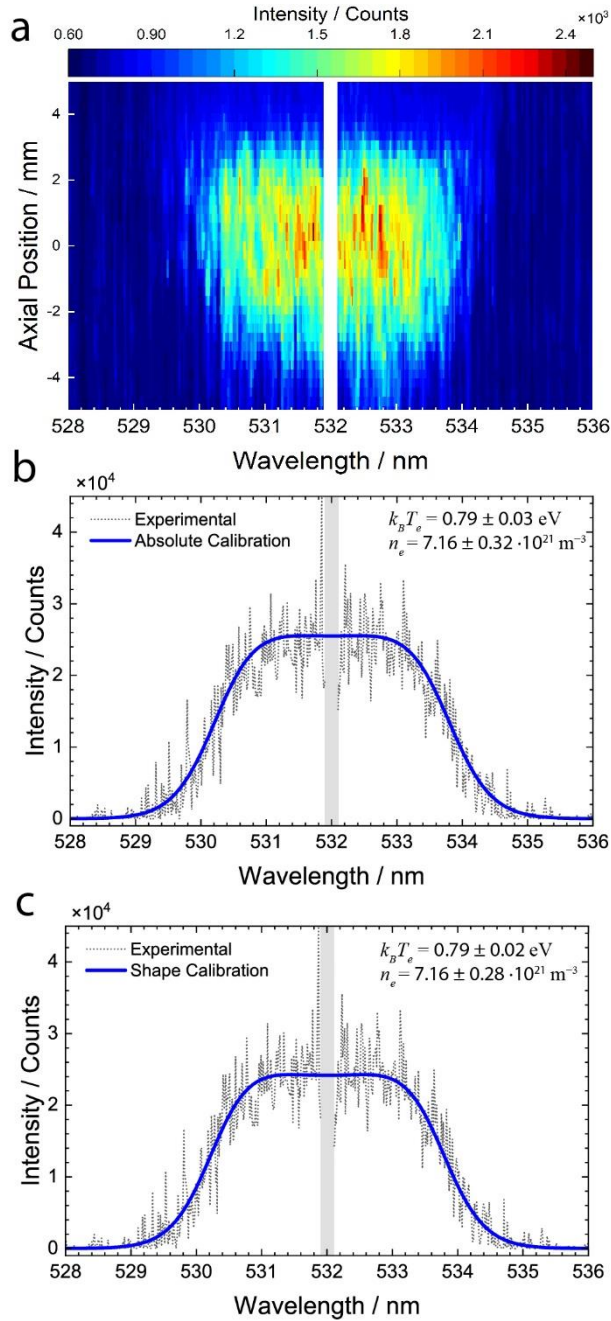 a
Intensity / Counts
×10³
0.60 0.90 1.2 1.5 1.8 2.1 2.4
Axial Position / mm
4
2
0
-2
-4
528 529 530 531 532 533 534 535 536
Wavelength / nm
b
×10⁴
Experimental
Absolute Calibration
k_BT_e = 0.79 ± 0.03 eV
n_e = 7.16 ± 0.32 ·10²¹ m⁻³
Intensity / Counts
4
3
2
1
0
528 529 530 531 532 533 534 535 536
Wavelength / nm
c
×10⁴
Experimental
Shape Calibration
k_BT_e = 0.79 ± 0.02 eV
n_e = 7.16 ± 0.28 ·10²¹ m⁻³
Intensity / Counts
4
3
2
1
0
528 529 530 531 532 533 534 535 536
Wavelength / nm